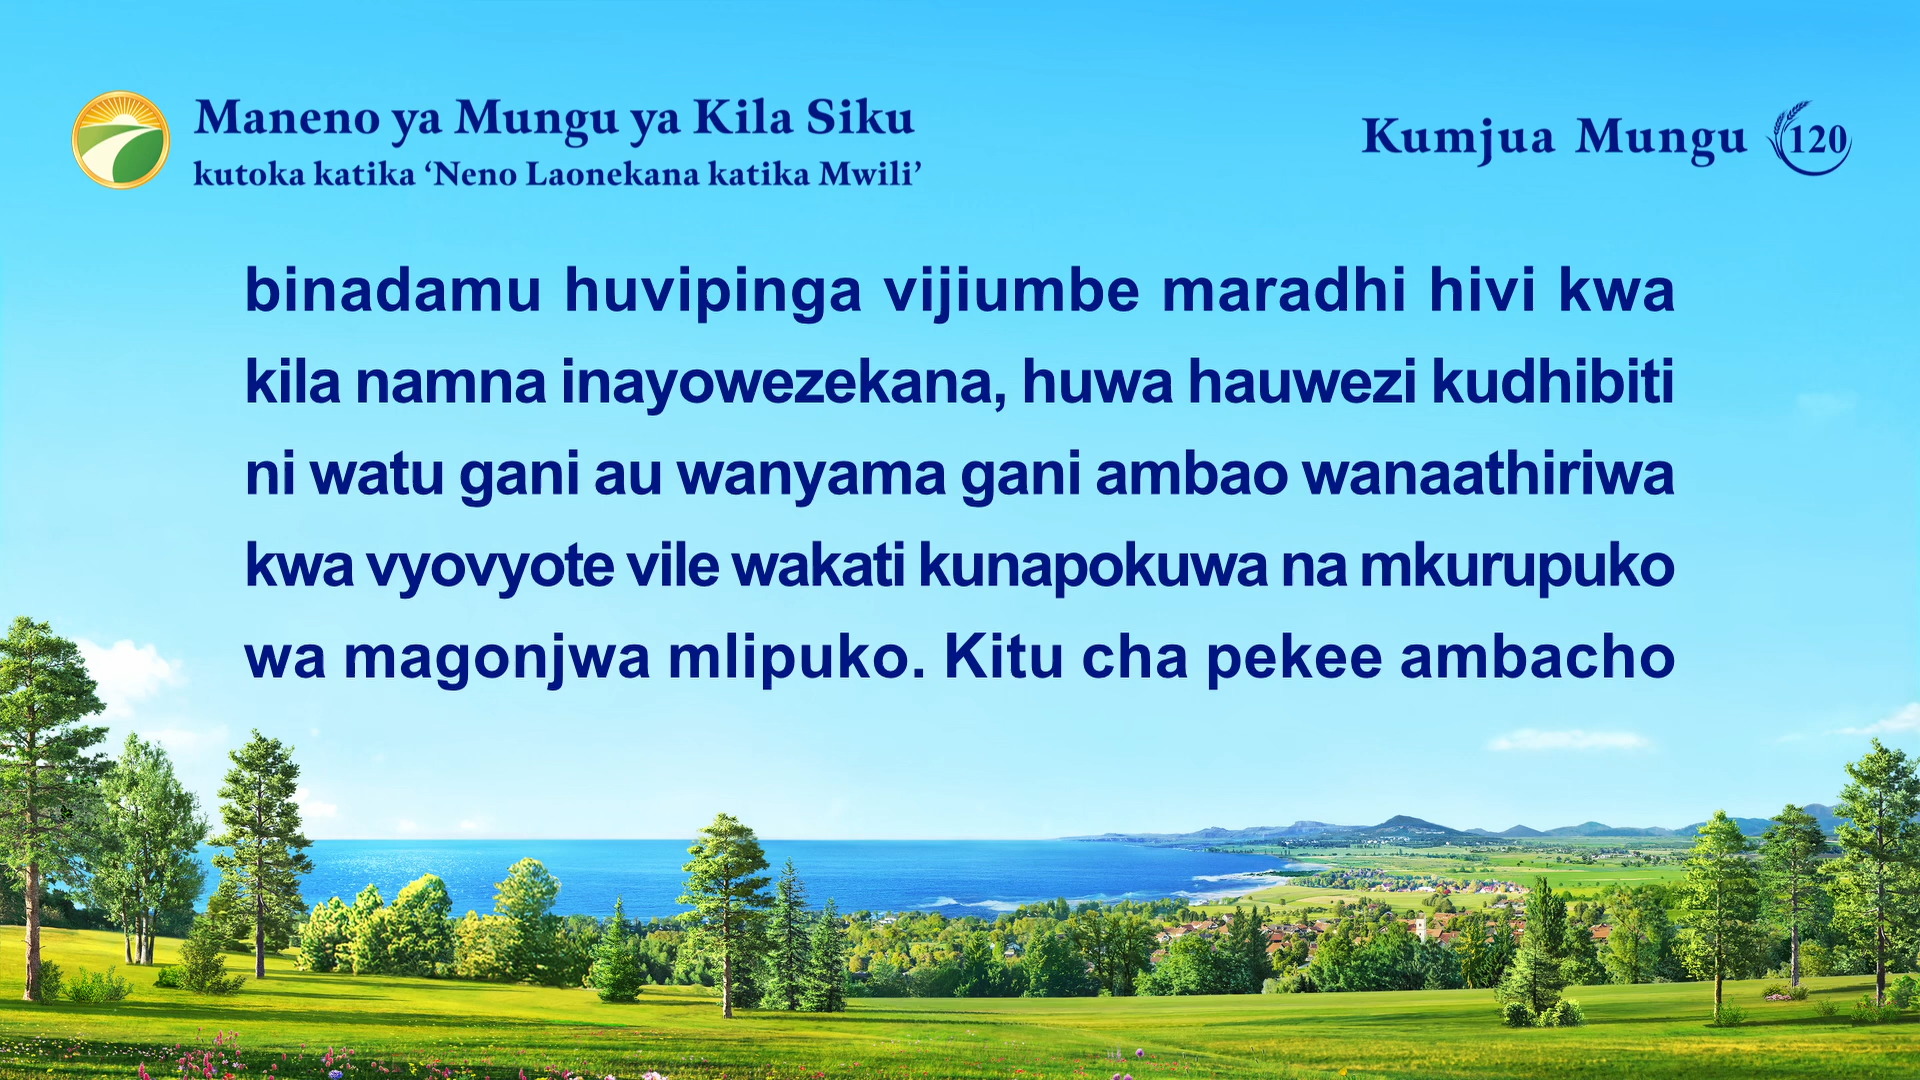 Maneno ya Mungu ya Kila Siku
kutoka katika ‘Neno Laonekana katika Mwili’
Kumjua Mungu 120
binadamu huvipinga vijiumbe maradhi hivi kwa
kila namna inayowezekana, huwa hauwezi kudhibiti
ni watu gani au wanyama gani ambao wanaathiriwa
kwa vyovyote vile wakati kunapokuwa na mkurupuko
wa magonjwa mlipuko. Kitu cha pekee ambacho